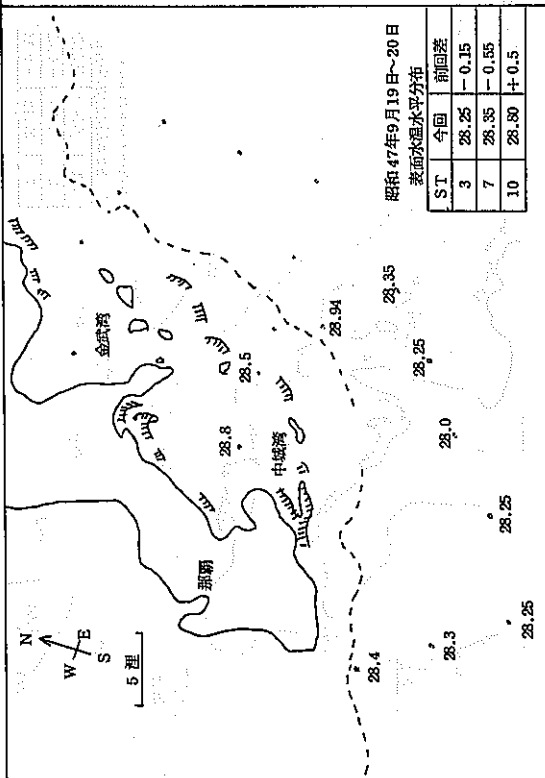 N
W E
S
5 浬
金武湾
那覇
中城湾
28.8
28.5
28.94
28.35
28.25
28.0
28.25
28.25
28.3
28.4
昭和47年9月19日~20日
表面水温水平分布
ST 今回 前回差
3 28.25 -0.15
7 28.35 -0.55
10 28.80 +0.5